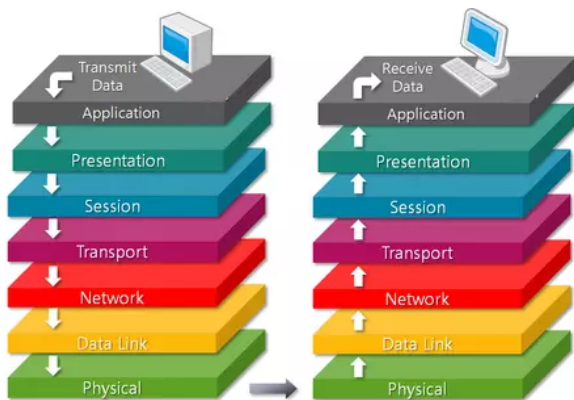 Transmit
Data
Application
Presentation
Session
Transport
Network
Data Link
Physical
Receive
Data
Application
Presentation
Session
Transport
Network
Data Link
Physical